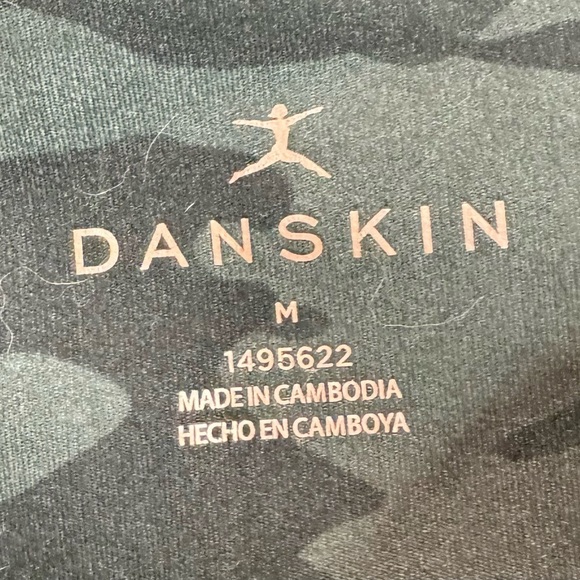 DANSKIN
M
1495622
MADE IN CAMBODIA
HECHO EN CAMBOYA